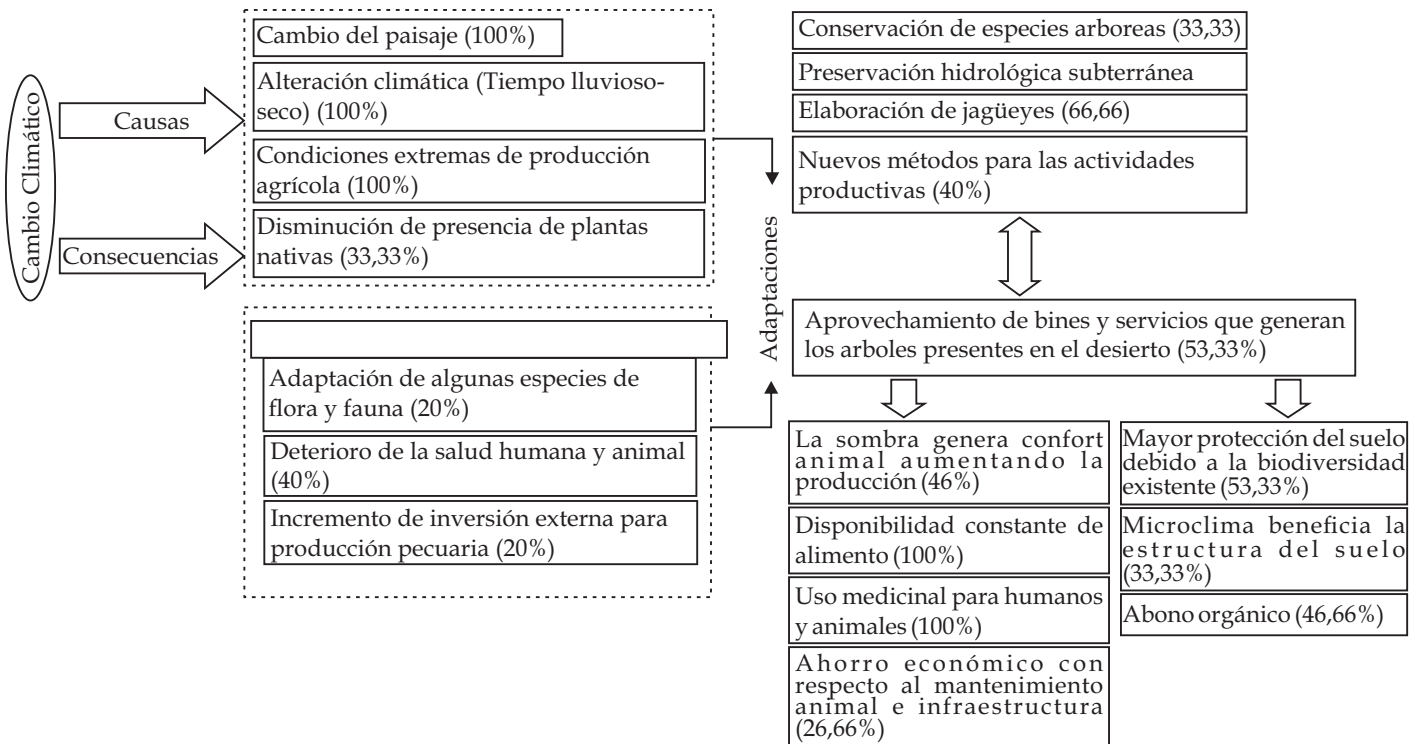 Cambio Climático
Causas
Consecuencias
Cambio del paisaje (100%)
Alteración climática (Tiempo lluvioso-
seco) (100%)
Condiciones extremas de producción
agrícola (100%)
Disminución de presencia de plantas
nativas (33,33%)
Adaptación de algunas especies de
flora y fauna (20%)
Deterioro de la salud humana y animal
(40%)
Incremento de inversión externa para
producción pecuaria (20%)
Adaptaciones
Conservación de especies arboreas (33,33)
Preservación hidrológica subterránea
Elaboración de jagüeyes (66,66)
Nuevos métodos para las actividades
productivas (40%)
Aprovechamiento de bines y servicios que generan
los arboles presentes en el desierto (53,33%)
La sombra genera confort
animal aumentando la
producción (46%)
Disponibilidad constante de
alimento (100%)
Uso medicinal para humanos
y animales (100%)
Ahorro económico con
respecto al mantenimiento
animal e infraestructura
(26,66%)
Mayor protección del suelo
debido a la biodiversidad
existente (53,33%)
Microclima beneficia la
estructura del suelo
(33,33%)
Abono orgánico (46,66%)